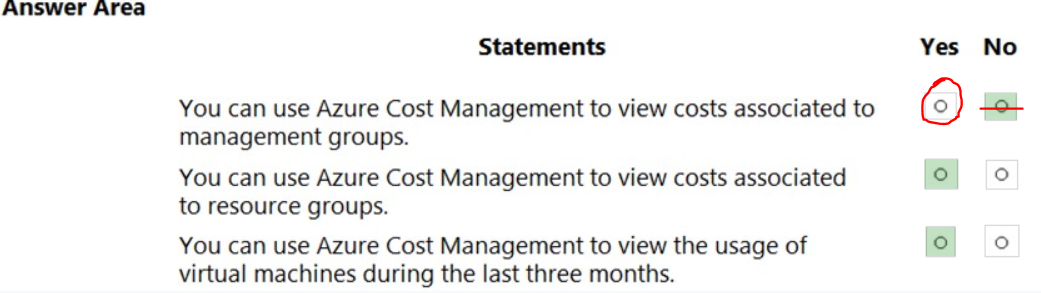 Answer Area
Statements Yes No
You can use Azure Cost Management to view costs associated to
management groups.
You can use Azure Cost Management to view costs associated
to resource groups.
You can use Azure Cost Management to view the usage of
virtual machines during the last three months.